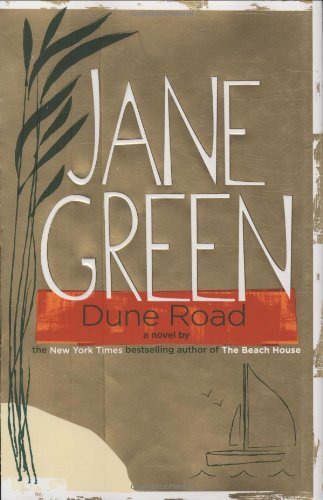 JANE
GREEN
Dune Road
a novel by
the New York Times bestselling author of The Beach House